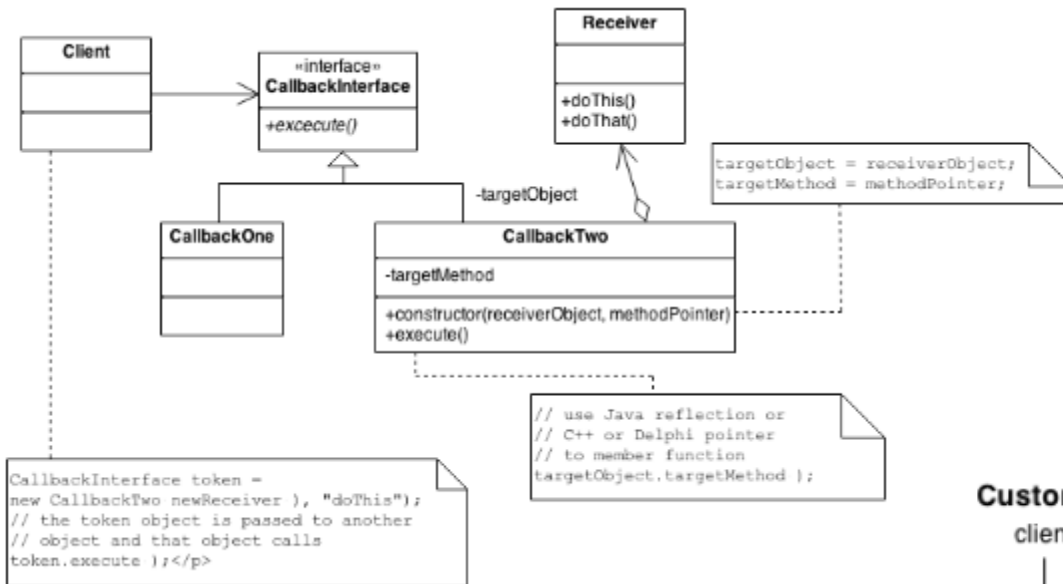 Client
«interface»
CallbackInterface
+excecute()
Receiver
+doThis()
+doThat()
targetObject = receiverObject;
targetMethod = methodPointer;
-targetObject
CallbackOne
CallbackTwo
-targetMethod
+constructor(receiverObject, methodPointer)
+execute()
// use Java reflection or
// C++ or Delphi pointer
// to member function
targetObject.targetMethod );
CallbackInterface token =
new CallbackTwo newReceiver ), "doThis");
// the token object is passed to another
// object and that object calls
token.execute );</p>
Custo
clien